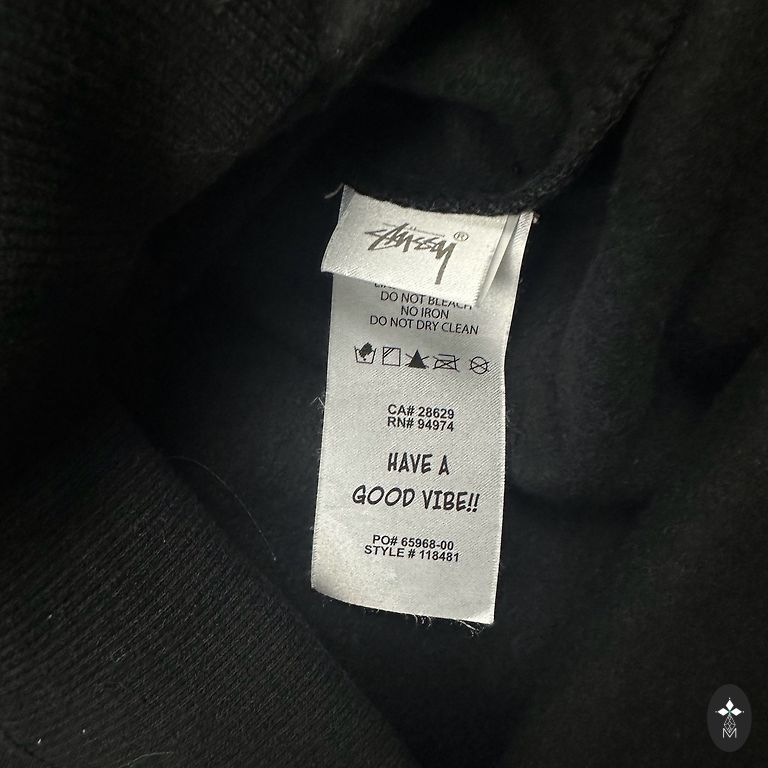 STÜSSY®
DO NOT BLEACH
NO IRON
DO NOT DRY CLEAN
CA# 28629
RN# 94974
HAVE A
GOOD VIBE!!
PO# 65968-00
STYLE # 118481
M